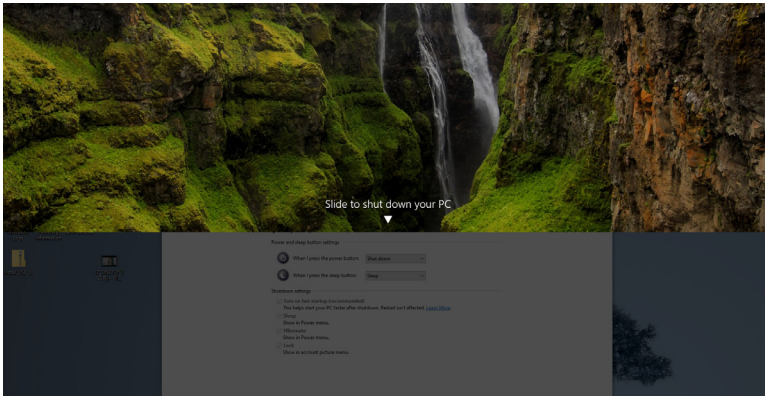 Slide to shut down your PC
Power and sleep button settings
When I press the power button: Shut down
When I press the sleep button: Sleep
Shutdown settings
Turn on fast startup (recommended)
This helps start your PC faster after shutdown. Restart isn't affected. Learn More
Sleep
Show in Power menu.
Hibernate
Show in Power menu.
Lock
Show in account picture menu.